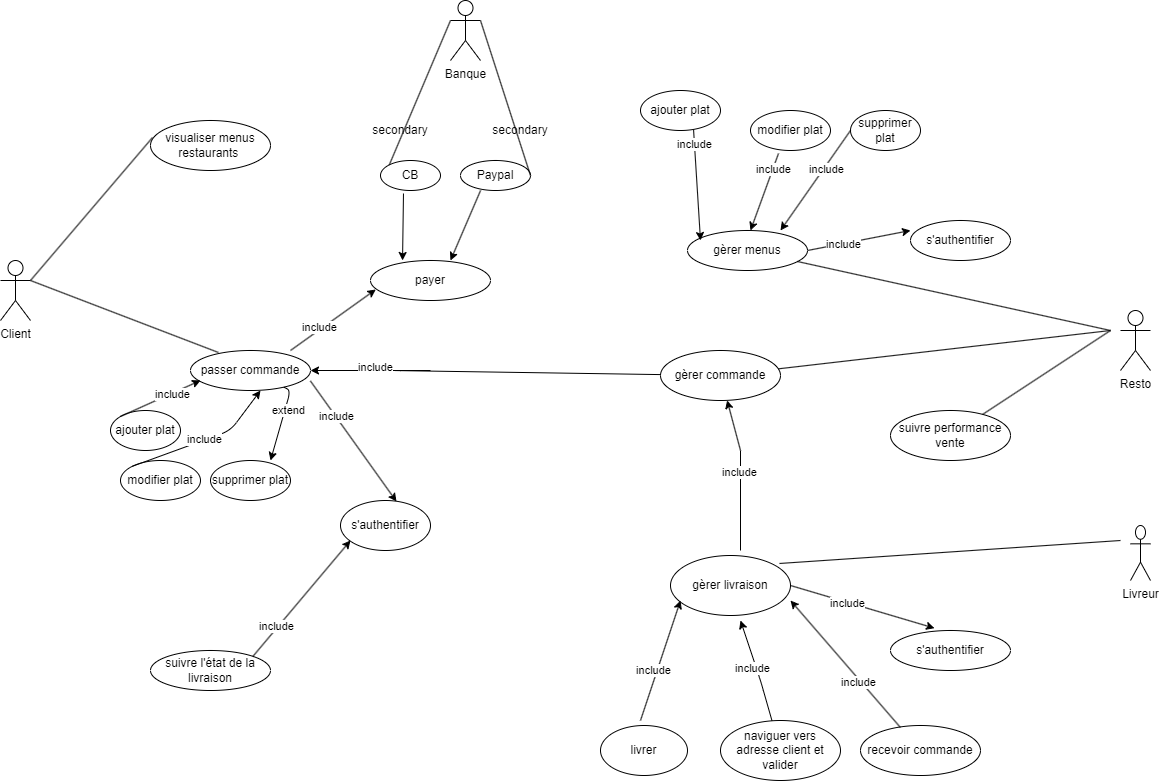 Banque
secondary
secondary
visualiser menus
restaurants
CB
Paypal
ajouter plat
modifier plat
supprimer
plat
include
include
include
gèrer menus
include
s'authentifier
payer
Client
include
passer commande
include
gèrer commande
Resto
include
extend
include
ajouter plat
include
modifier plat
supprimer plat
suivre performance
vente
include
s'authentifier
include
suivre l'état de la
livraison
gèrer livraison
Livreur
include
s'authentifier
include
include
include
livrer
naviguer vers
adresse client et
valider
recevoir commande